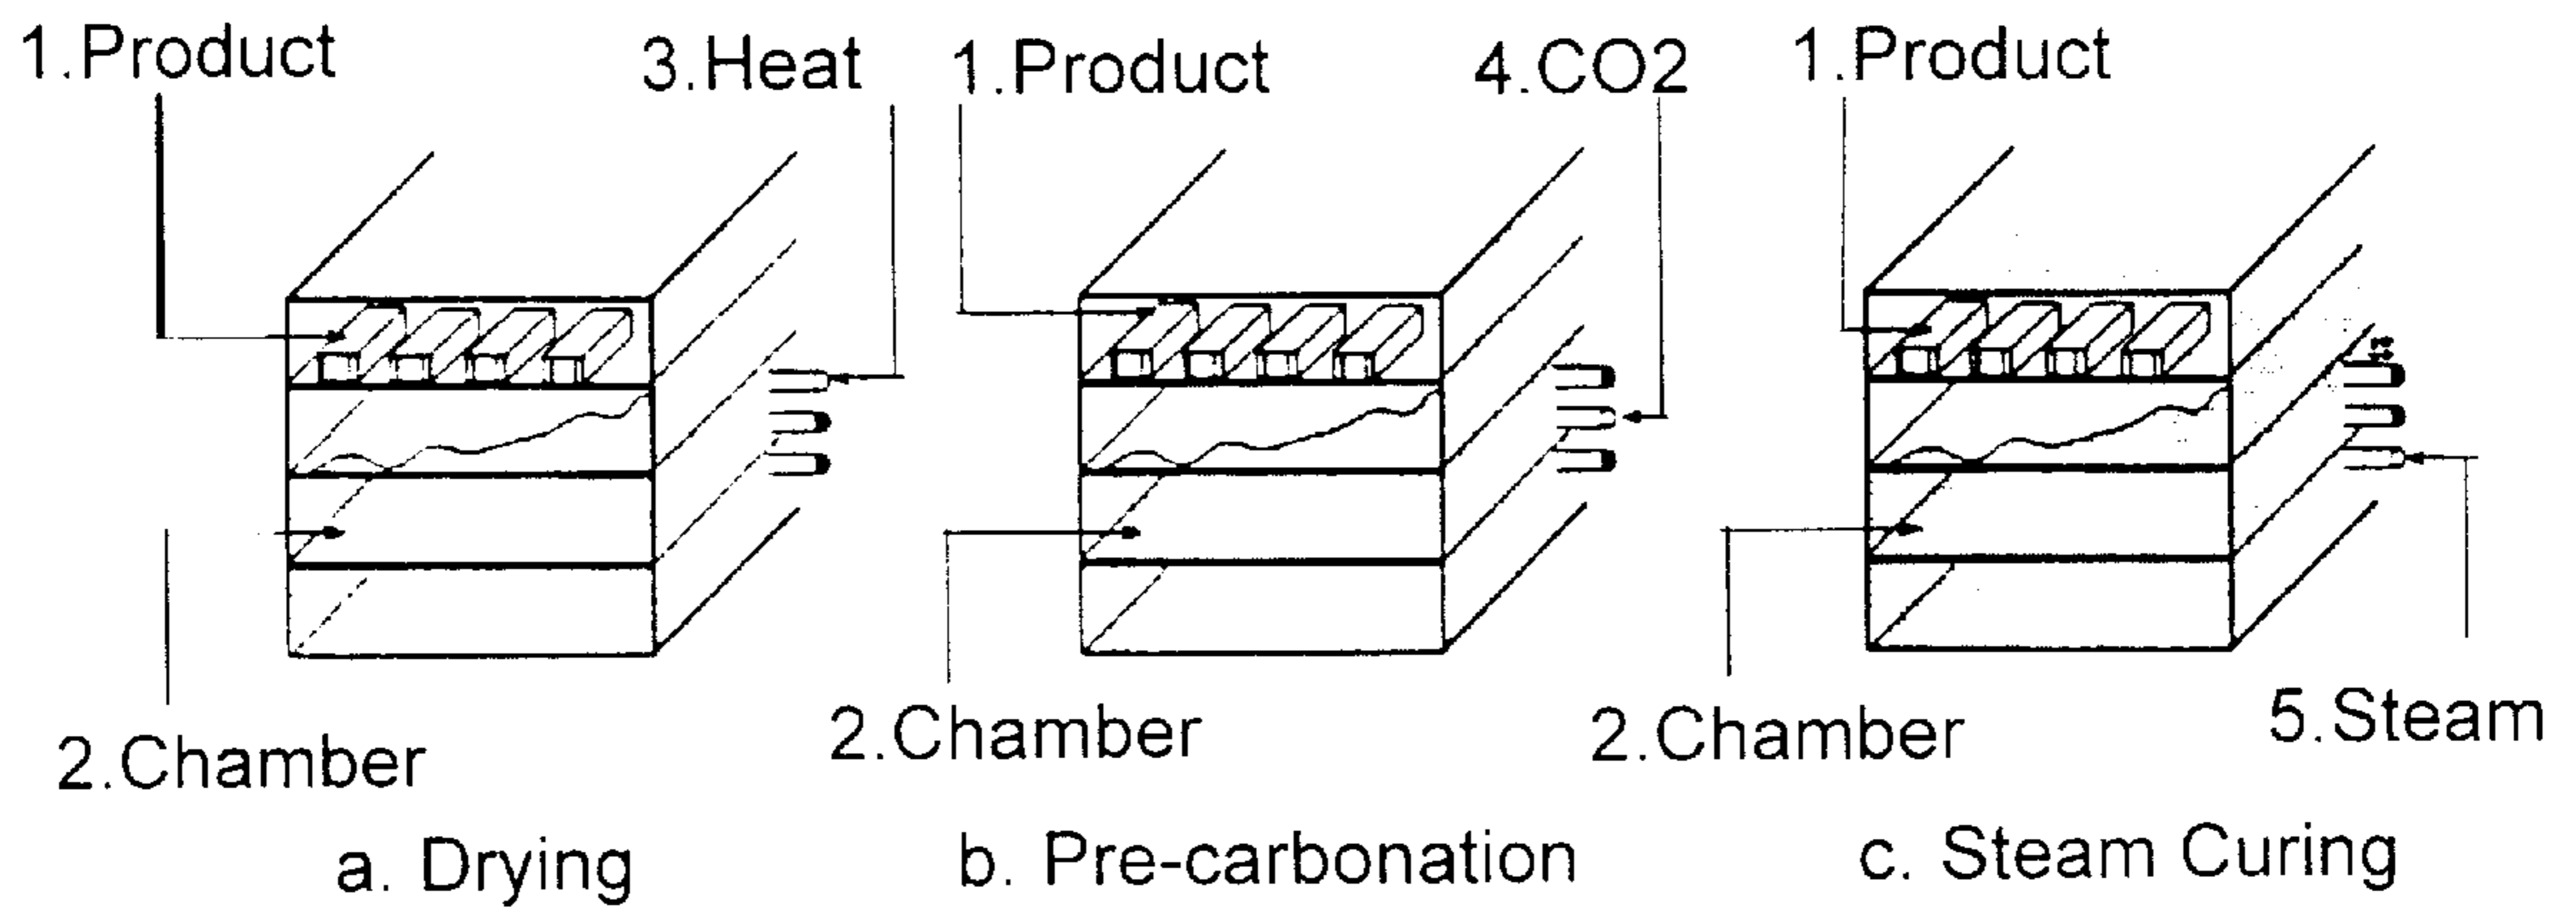 1.Product
3.Heat
1.Product
4.CO2
1.Product
2.Chamber
2.Chamber
2.Chamber
5.Steam
a. Drying
b. Pre-carbonation
c. Steam Curing